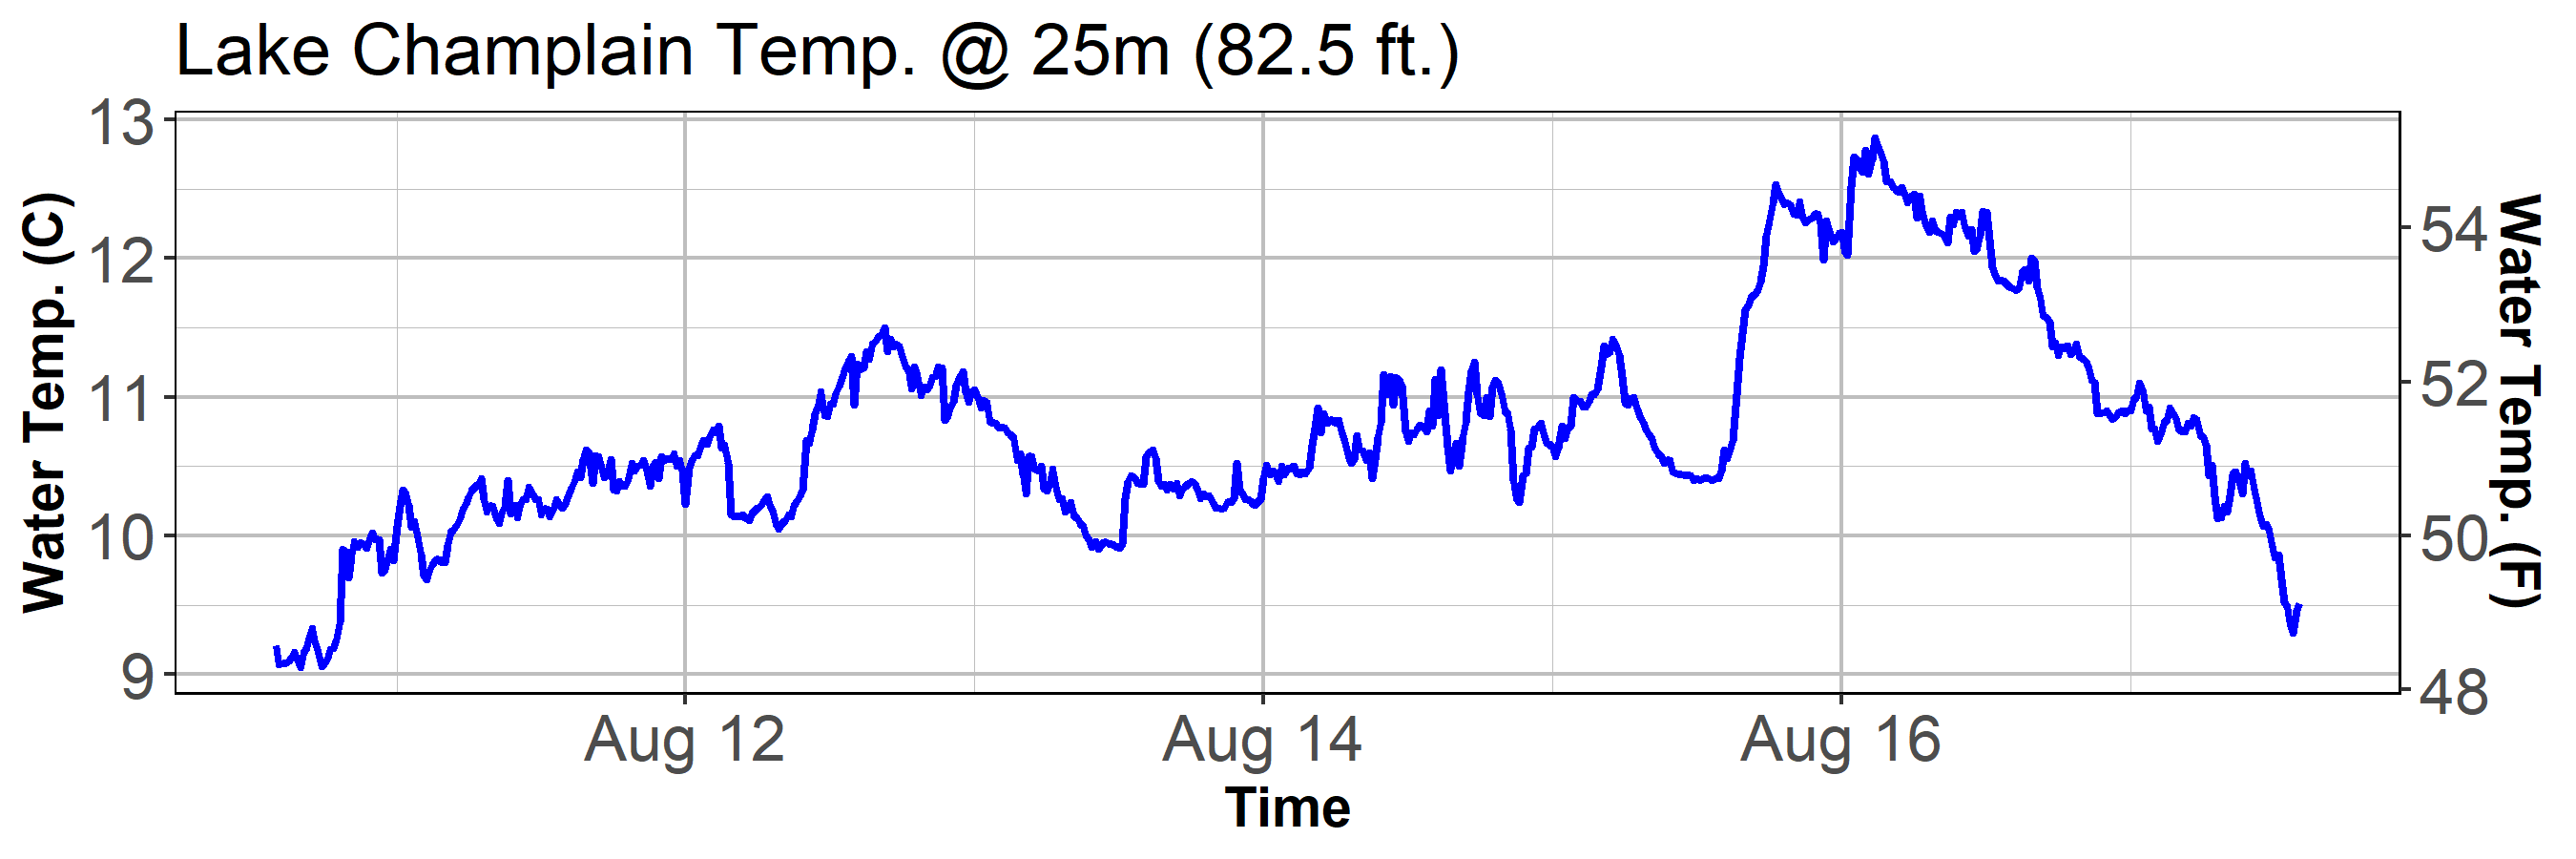 Lake Champlain Temp. @ 25m (82.5 ft.)
Water Temp. (C)
13
12
11
10
9
54
52
50
48
Water Temp. (F)
Aug 12 Aug 14 Aug 16
Time